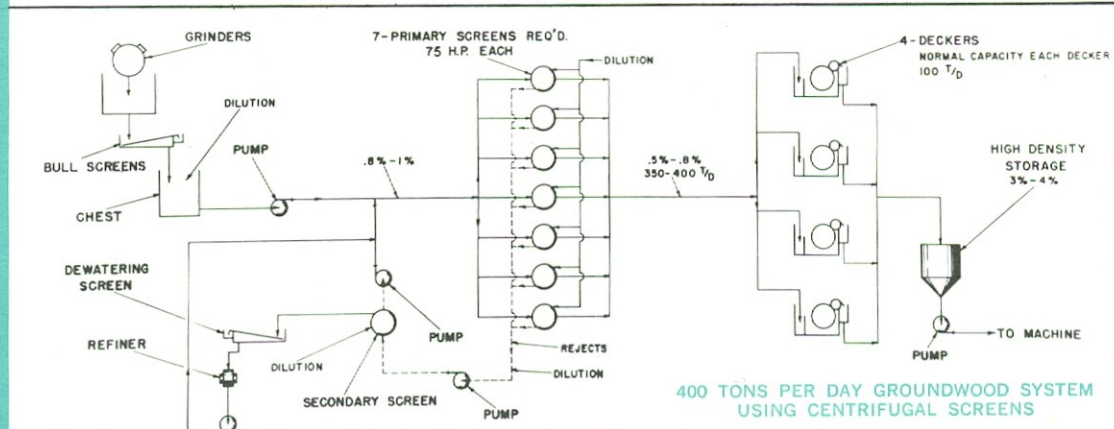 GRINDERS
DILUTION
BULL SCREENS
PUMP
CHEST
.8%-1%
7-PRIMARY SCREENS REQ'D.
75 H.P. EACH
DILUTION
.5%-.8%
350-400 T/D
4-DECKERS
NORMAL CAPACITY EACH DECKER
100 T/D
HIGH DENSITY
STORAGE
3%-4%
DEWATERING
SCREEN
REFINER
DILUTION
SECONDARY SCREEN
PUMP
PUMP
REJECTS
DILUTION
PUMP
TO MACHINE
400 TONS PER DAY GROUNDWOOD SYSTEM
USING CENTRIFUGAL SCREENS